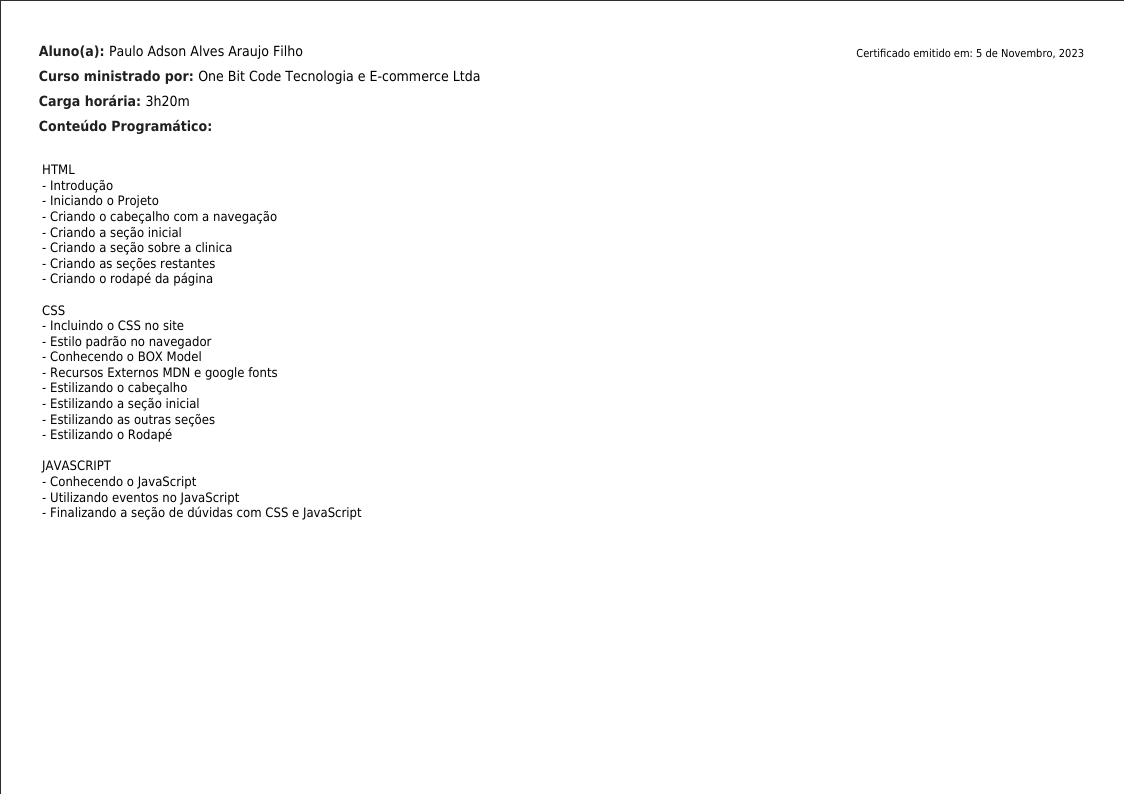 Aluno(a): Paulo Adson Alves Araujo Filho
Certificado emitido em: 5 de Novembro, 2023
Curso ministrado por: One Bit Code Tecnologia e E-commerce Ltda
Carga horária: 3h20m
Conteúdo Programático:
HTML
- Introdução
- Iniciando o Projeto
- Criando o cabeçalho com a navegação
- Criando a seção inicial
- Criando a seção sobre a clinica
- Criando as seções restantes
- Criando o rodapé da página
CSS
- Incluindo o CSS no site
- Estilo padrão no navegador
- Conhecendo o BOX Model
- Recursos Externos MDN e google fonts
- Estilizando o cabeçalho
- Estilizando a seção inicial
- Estilizando as outras seções
- Estilizando o Rodapé
JAVASCRIPT
- Conhecendo o JavaScript
- Utilizando eventos no JavaScript
- Finalizando a seção de dúvidas com CSS e JavaScript